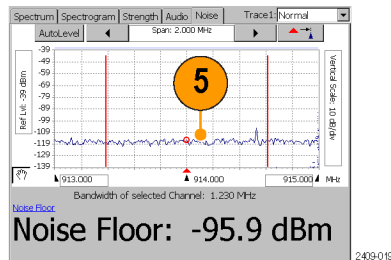 Spectrum Spectrogram Strength Audio Noise Trace1: Normal
AutoLevel Span: 2.000 MHz
-39
-49
-59
-69
-79
-89
-99
-109
-119
-129
-139
Ref Lvl: -39 dBm
Vertical Scale: 10 dB/div
5
913.000 914.000 915.000 MHz
Bandwidth of selected Channel: 1.230 MHz
Noise Floor
Noise Floor: -95.9 dBm
2409-019